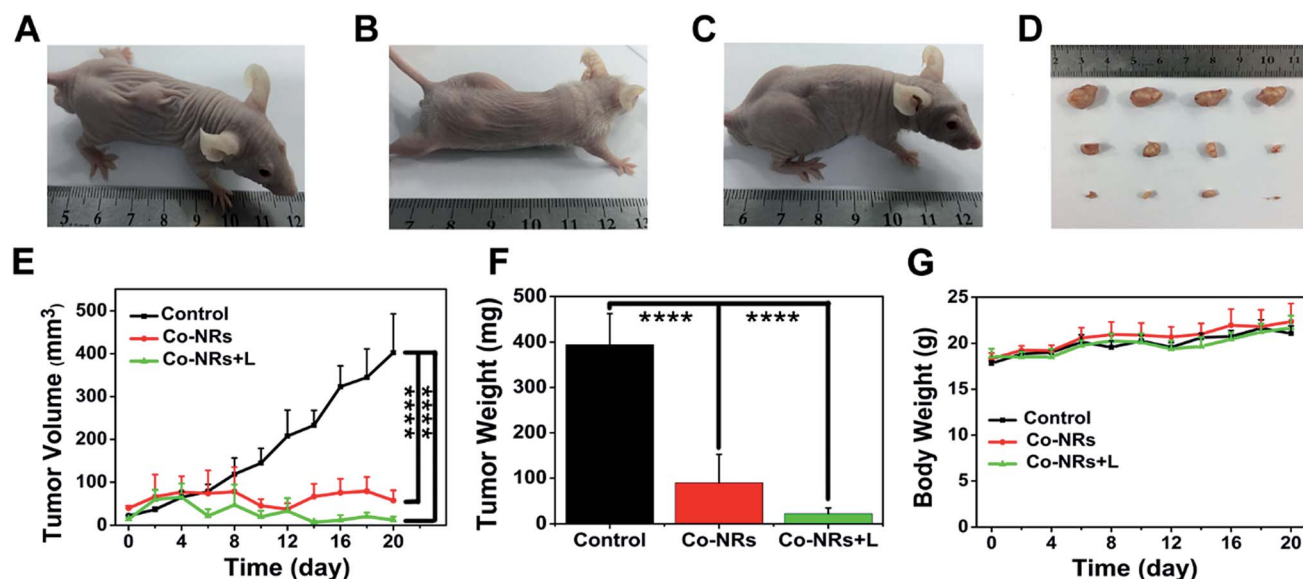 A
B
C
D
5 6 7 8 9 10 11 12
7 8 9 10 11 12 13
6 7 8 9 10 11 12
2 3 4 5 6 7 8 9 10 11
E
Tumor Volume (mm³)
500
400
300
200
100
0
Control
Co-NRs
Co-NRs+L
****
****
0 4 8 12 16 20
Time (day)
F
Tumor Weight (mg)
500
400
300
200
100
0
**** ****
Control Co-NRs Co-NRs+L
G
Body Weight (g)
25
20
15
10
5
0
Control
Co-NRs
Co-NRs+L
0 4 8 12 16 20
Time (day)